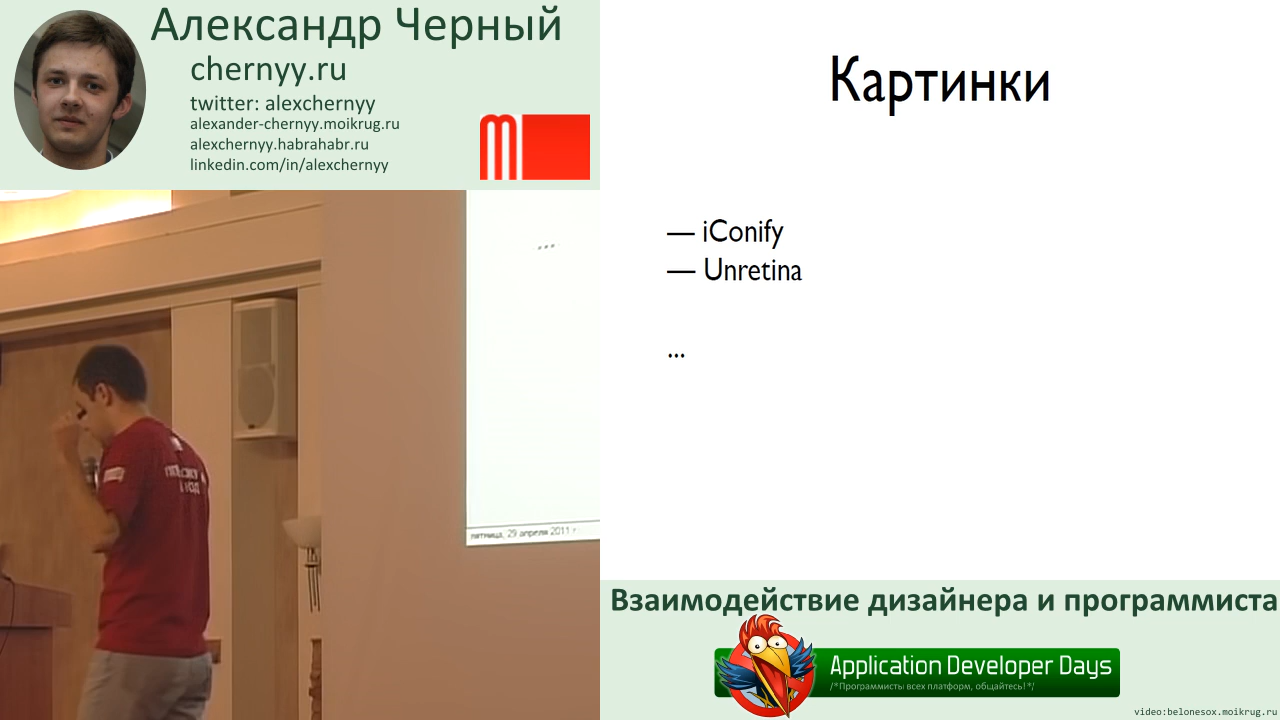 Александр Черный
chernyy.ru
twitter: alexchernyy
alexander-chernyy.moikrug.ru
alexchernyy.habrahabr.ru
linkedin.com/in/alexchernyy
...
пятница, 29 апреля 2011 г.
Картинки
— iConify
— Unretina
...
Взаимодействие дизайнера и программиста
Application Developer Days
/*Программисты всех платформ, общайтесь!*/
video:belonesox.moikrug.ru